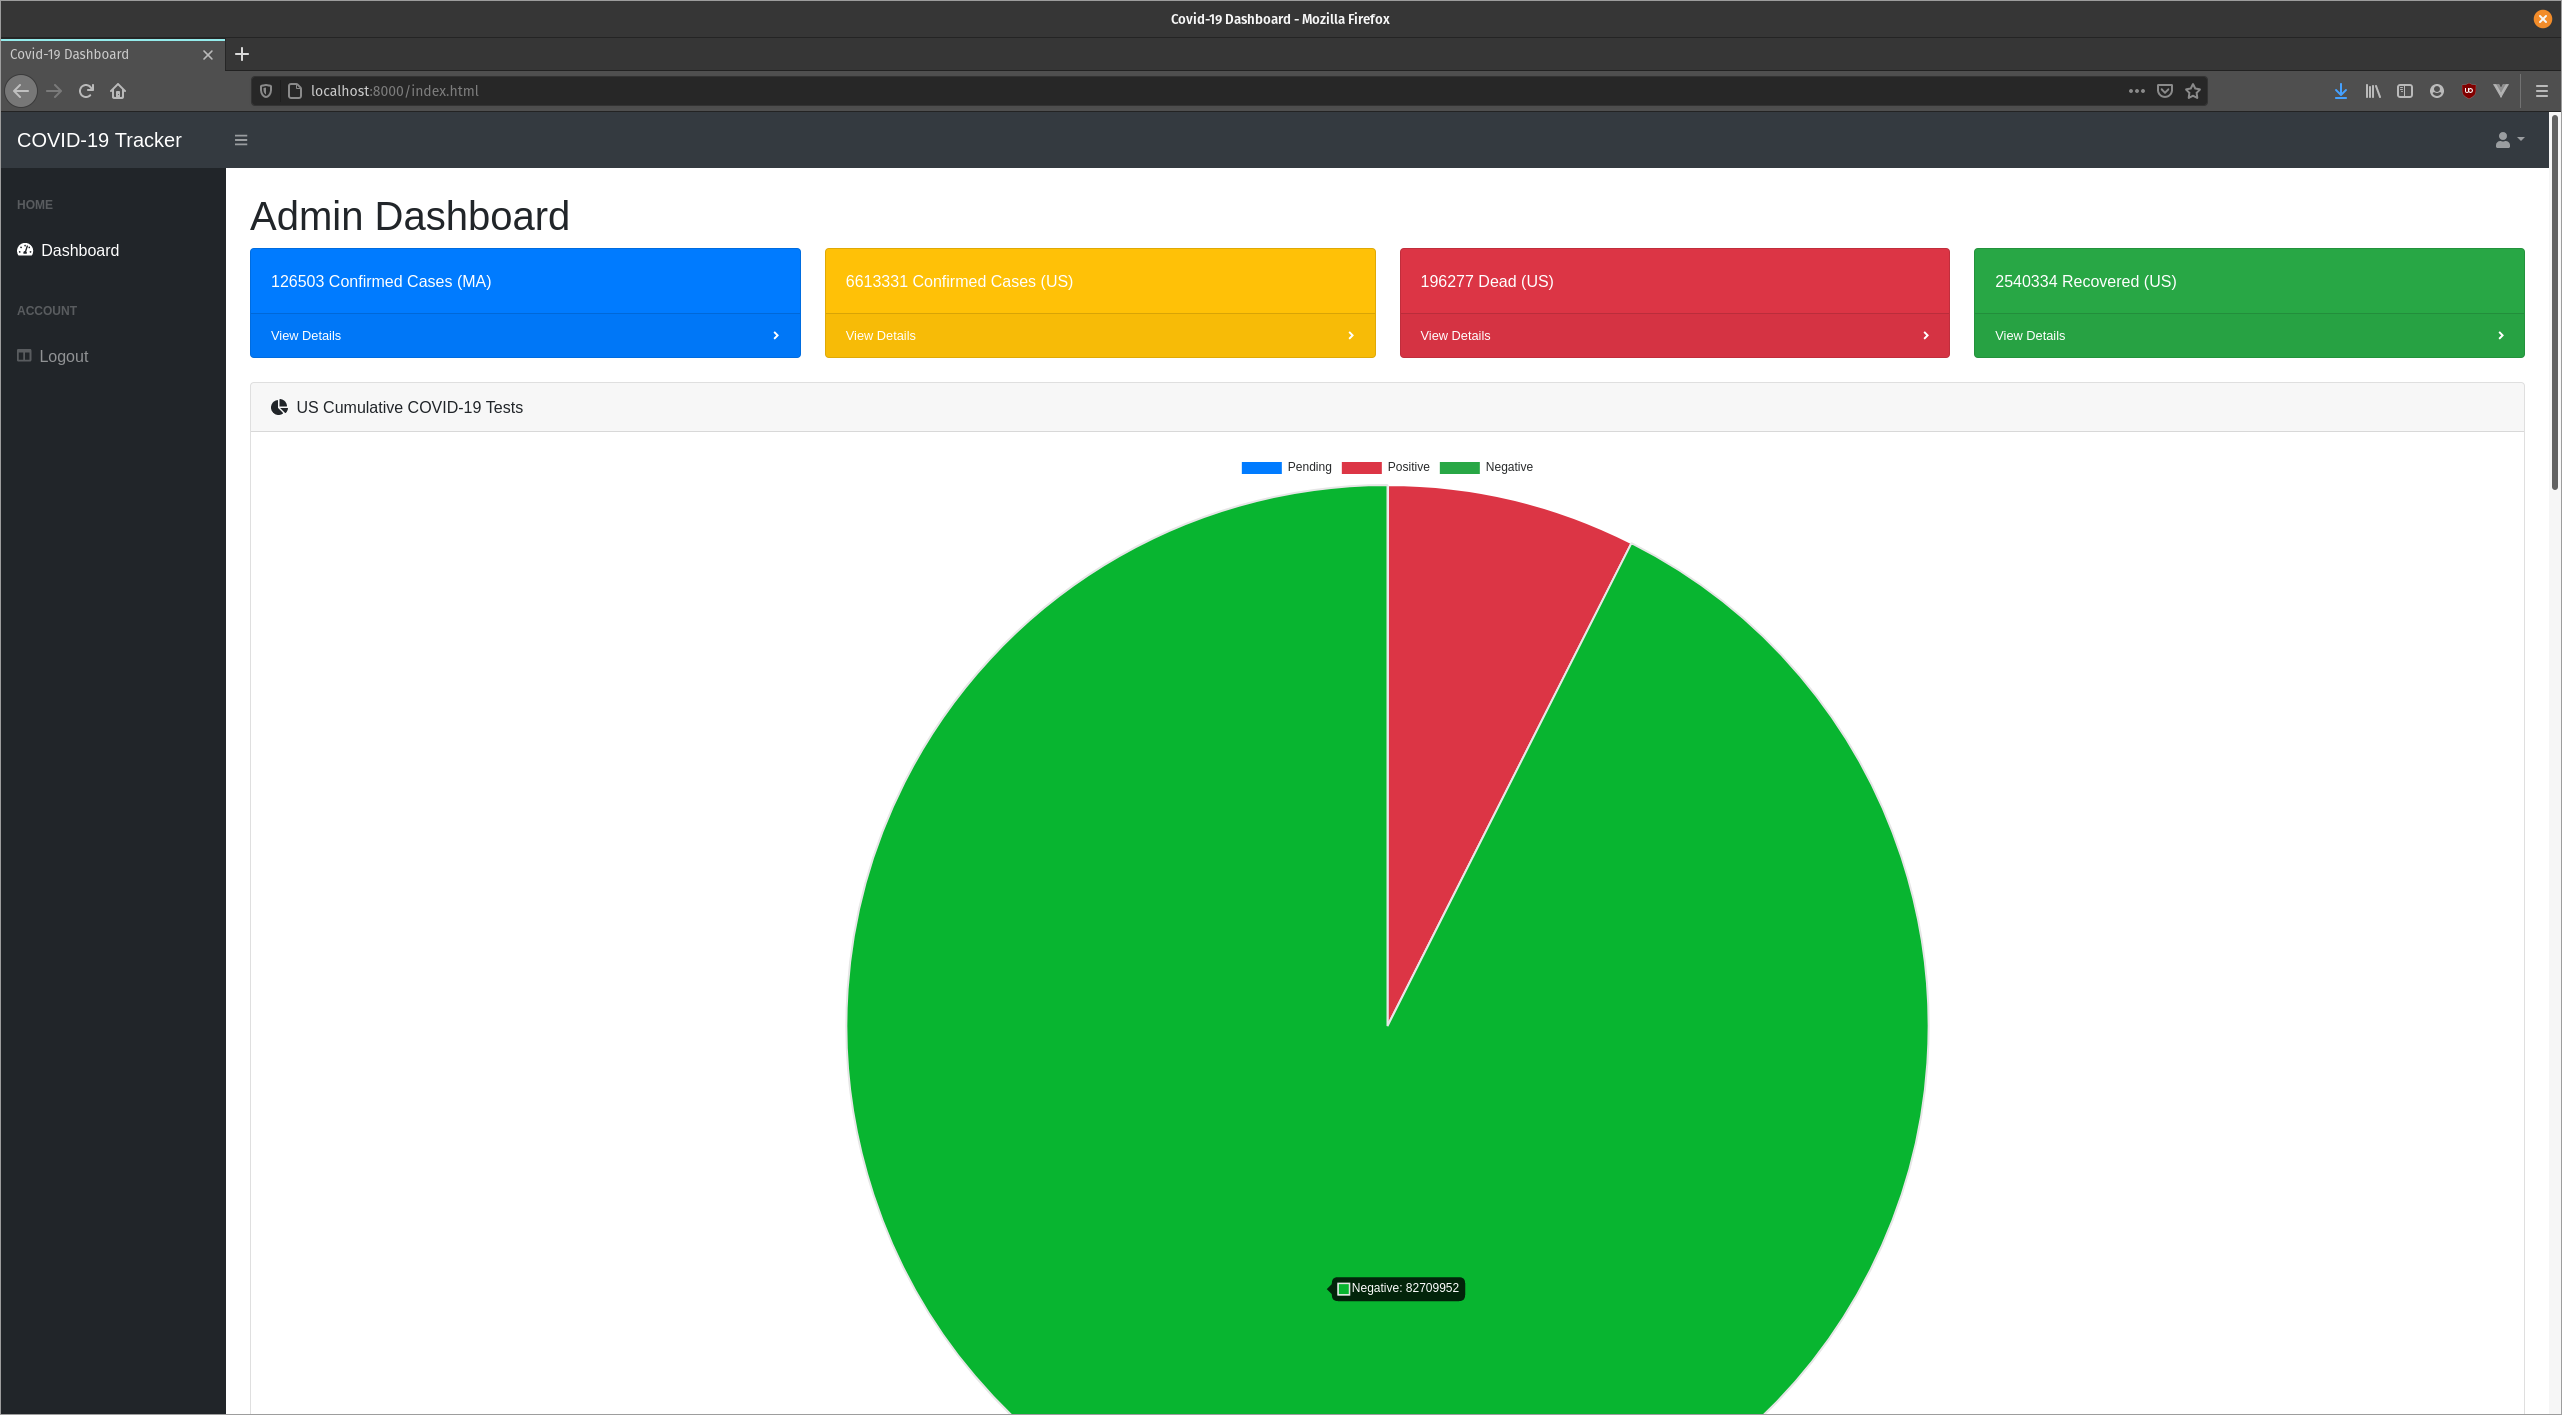 Covid-19 Dashboard - Mozilla Firefox
Covid-19 Dashboard
localhost:8000/index.html
COVID-19 Tracker
HOME
Dashboard
ACCOUNT
Logout
Admin Dashboard
126503 Confirmed Cases (MA)
View Details
6613331 Confirmed Cases (US)
View Details
196277 Dead (US)
View Details
2540334 Recovered (US)
View Details
US Cumulative COVID-19 Tests
Pending Positive Negative
Negative: 82709952